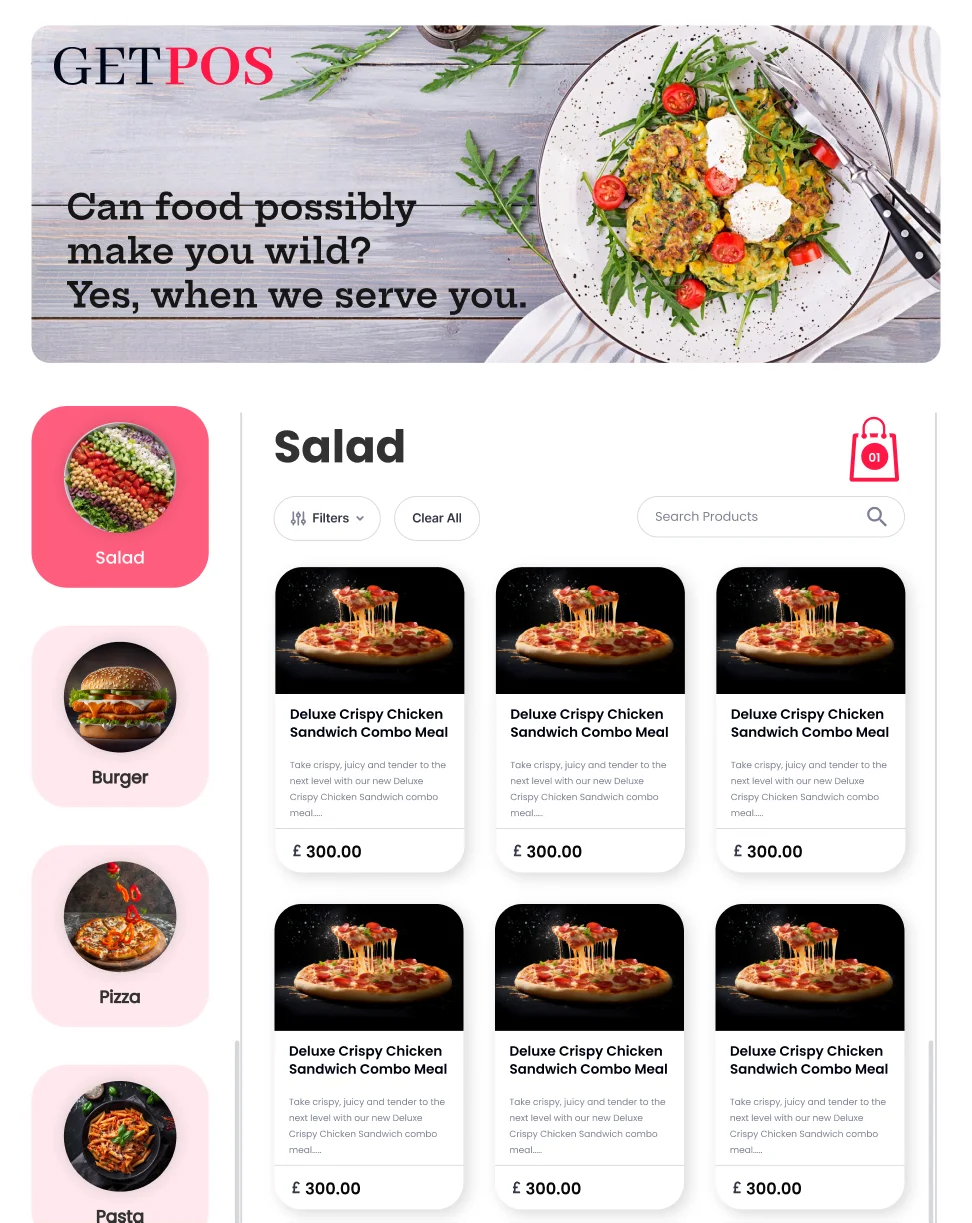 GETPOS
Can food possibly
make you wild?
Yes, when we serve you.
Salad
Burger
Pizza
Pasta
Salad
01
Filters
Clear All
Search Products
Deluxe Crispy Chicken
Sandwich Combo Meal
Take crispy, juicy and tender to the
next level with our new Deluxe
Crispy Chicken Sandwich combo
meal.....
£ 300.00
Deluxe Crispy Chicken
Sandwich Combo Meal
Take crispy, juicy and tender to the
next level with our new Deluxe
Crispy Chicken Sandwich combo
meal.....
£ 300.00
Deluxe Crispy Chicken
Sandwich Combo Meal
Take crispy, juicy and tender to the
next level with our new Deluxe
Crispy Chicken Sandwich combo
meal.....
£ 300.00
Deluxe Crispy Chicken
Sandwich Combo Meal
Take crispy, juicy and tender to the
next level with our new Deluxe
Crispy Chicken Sandwich combo
meal.....
£ 300.00
Deluxe Crispy Chicken
Sandwich Combo Meal
Take crispy, juicy and tender to the
next level with our new Deluxe
Crispy Chicken Sandwich combo
meal.....
£ 300.00
Deluxe Crispy Chicken
Sandwich Combo Meal
Take crispy, juicy and tender to the
next level with our new Deluxe
Crispy Chicken Sandwich combo
meal.....
£ 300.00